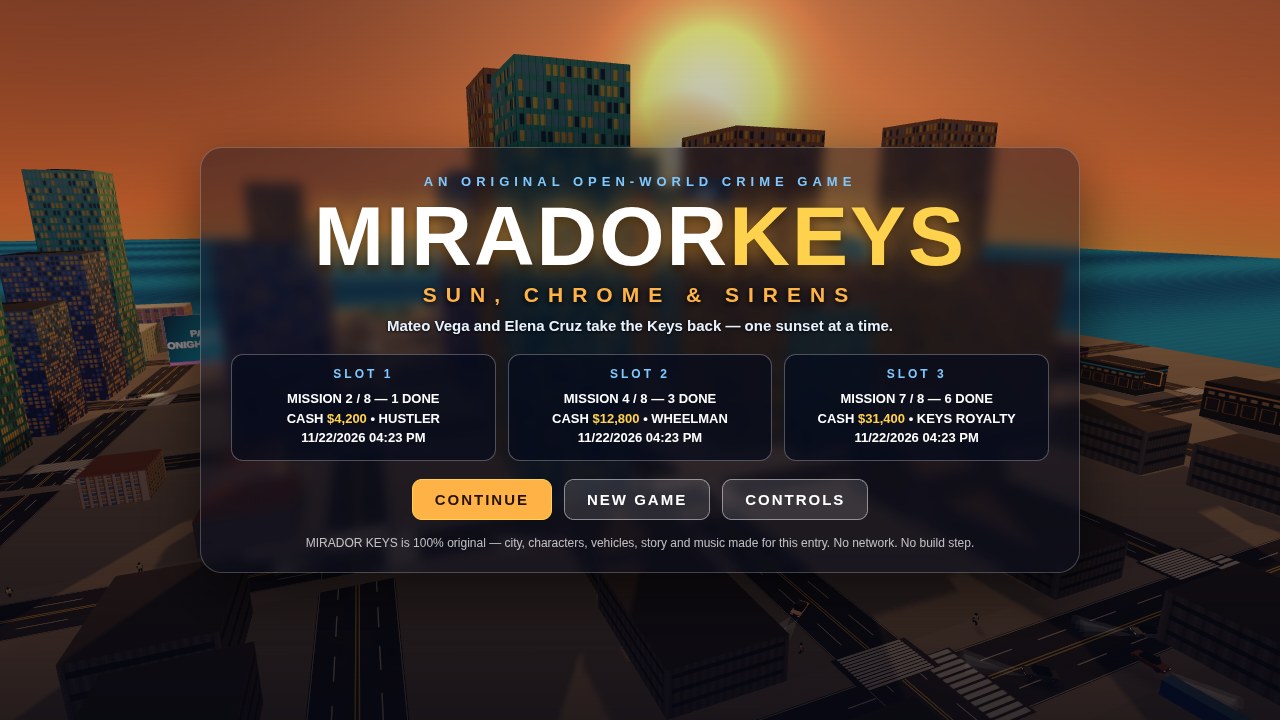 AN ORIGINAL OPEN-WORLD CRIME GAME
MIRADORKEYS
SUN, CHROME & SIRENS
Mateo Vega and Elena Cruz take the Keys back — one sunset at a time.
SLOT 1
MISSION 2 / 8 — 1 DONE
CASH $4,200 • HUSTLER
11/22/2026 04:23 PM
SLOT 2
MISSION 4 / 8 — 3 DONE
CASH $12,800 • WHEELMAN
11/22/2026 04:23 PM
SLOT 3
MISSION 7 / 8 — 6 DONE
CASH $31,400 • KEYS ROYALTY
11/22/2026 04:23 PM
CONTINUE
NEW GAME
CONTROLS
MIRADOR KEYS is 100% original — city, characters, vehicles, story and music made for this entry. No network. No build step.